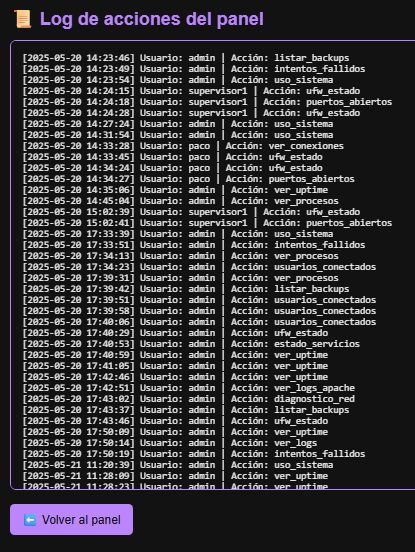 📜 Log de acciones del panel
[2025-05-20 14:23:46] Usuario: admin | Acción: listar_backups
[2025-05-20 14:23:49] Usuario: admin | Acción: intentos_fallidos
[2025-05-20 14:23:54] Usuario: admin | Acción: uso_sistema
[2025-05-20 14:24:15] Usuario: supervisor1 | Acción: ufw_estado
[2025-05-20 14:24:18] Usuario: supervisor1 | Acción: puertos_abiertos
[2025-05-20 14:24:28] Usuario: supervisor1 | Acción: ufw_estado
[2025-05-20 14:27:24] Usuario: admin | Acción: uso_sistema
[2025-05-20 14:31:54] Usuario: admin | Acción: uso_sistema
[2025-05-20 14:33:28] Usuario: paco | Acción: ver_conexiones
[2025-05-20 14:33:45] Usuario: paco | Acción: ufw_estado
[2025-05-20 14:34:24] Usuario: paco | Acción: ufw_estado
[2025-05-20 14:34:27] Usuario: paco | Acción: puertos_abiertos
[2025-05-20 14:35:06] Usuario: admin | Acción: ver_uptime
[2025-05-20 14:45:04] Usuario: admin | Acción: ver_procesos
[2025-05-20 15:02:39] Usuario: supervisor1 | Acción: ufw_estado
[2025-05-20 15:02:41] Usuario: supervisor1 | Acción: puertos_abiertos
[2025-05-20 17:33:39] Usuario: admin | Acción: uso_sistema
[2025-05-20 17:33:51] Usuario: admin | Acción: intentos_fallidos
[2025-05-20 17:34:13] Usuario: admin | Acción: ver_procesos
[2025-05-20 17:34:23] Usuario: admin | Acción: usuarios_conectados
[2025-05-20 17:39:31] Usuario: admin | Acción: ver_procesos
[2025-05-20 17:39:42] Usuario: admin | Acción: listar_backups
[2025-05-20 17:39:51] Usuario: admin | Acción: usuarios_conectados
[2025-05-20 17:39:58] Usuario: admin | Acción: usuarios_conectados
[2025-05-20 17:40:06] Usuario: admin | Acción: usuarios_conectados
[2025-05-20 17:40:29] Usuario: admin | Acción: ufw_estado
[2025-05-20 17:40:53] Usuario: admin | Acción: estado_servicios
[2025-05-20 17:40:59] Usuario: admin | Acción: ver_uptime
[2025-05-20 17:41:05] Usuario: admin | Acción: ver_uptime
[2025-05-20 17:42:46] Usuario: admin | Acción: ver_uptime
[2025-05-20 17:42:51] Usuario: admin | Acción: ver_logs_apache
[2025-05-20 17:43:02] Usuario: admin | Acción: diagnostico_red
[2025-05-20 17:43:37] Usuario: admin | Acción: listar_backups
[2025-05-20 17:43:46] Usuario: admin | Acción: ufw_estado
[2025-05-20 17:50:09] Usuario: admin | Acción: ver_uptime
[2025-05-20 17:50:14] Usuario: admin | Acción: ver_logs
[2025-05-20 17:50:19] Usuario: admin | Acción: intentos_fallidos
[2025-05-21 11:20:39] Usuario: admin | Acción: uso_sistema
[2025-05-21 11:28:09] Usuario: admin | Acción: ver_uptime
[2025-05-21 11:28:23] Usuario: admin | Acción: ver_uptime
⬅️ Volver al panel